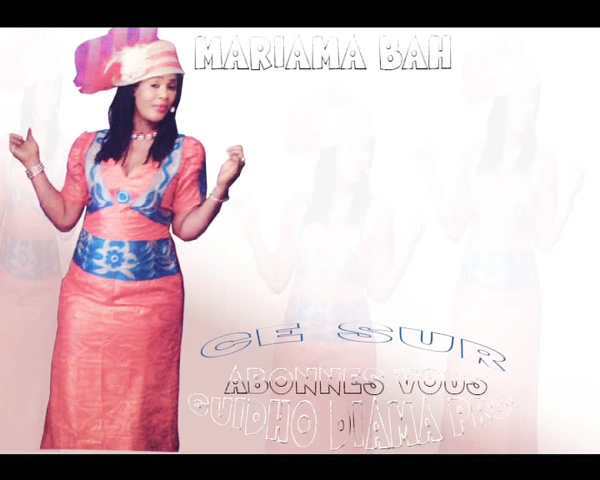 MARIAMA BAH
CE SUR
ABONNES VOUS
GUIDHO DIAMA PRO